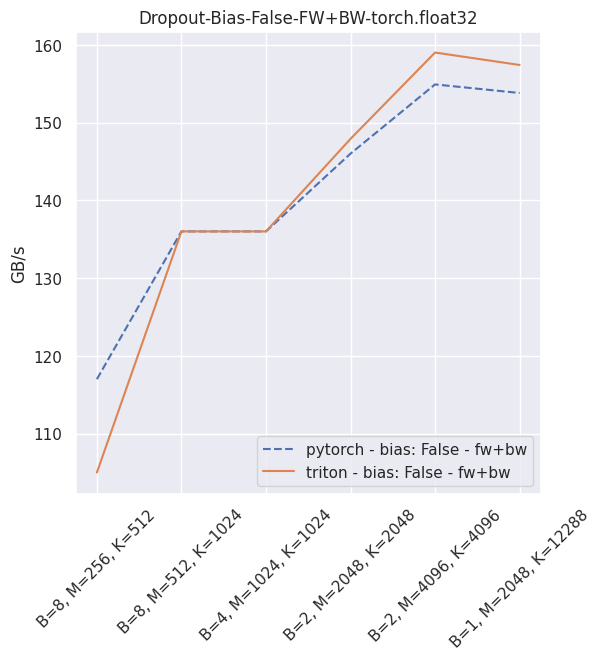 Dropout-Bias-False-FW+BW-torch.float32
160
150
140
130
120
110
GB/s
pytorch - bias: False - fw+bw
triton - bias: False - fw+bw
B=8, M=256, K=512
B=8, M=512, K=1024
B=4, M=1024, K=1024
B=2, M=2048, K=2048
B=2, M=4096, K=4096
B=1, M=2048, K=12288